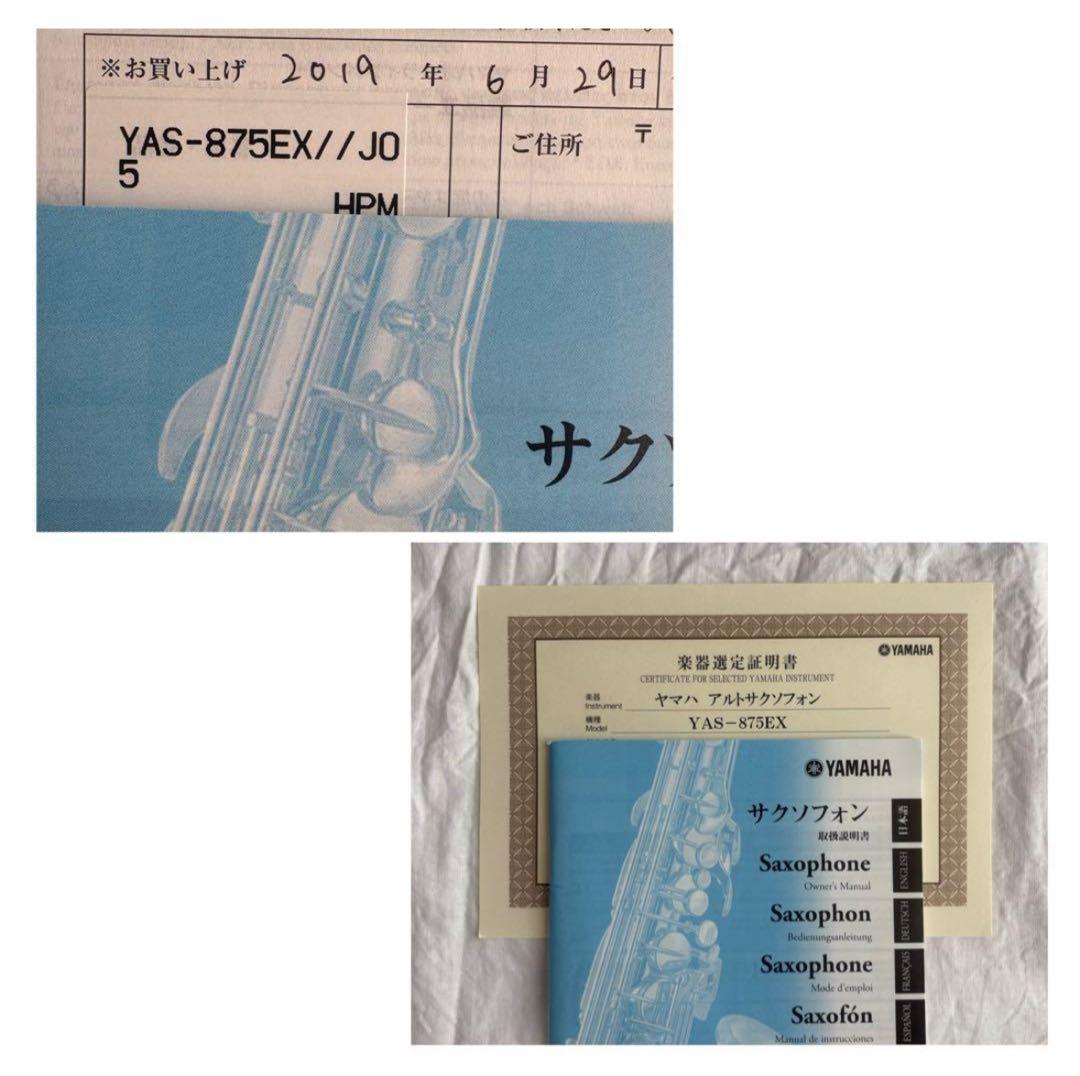 ※お買い上げ 2019 年 6 月 29 日
YAS-875EX//J0
5
HPM
ご住所 〒
サク
YAMAHA
楽器選定証明書
CERTIFICATE FOR SELECTED YAMAHA INSTRUMENT
楽器
Instrument ヤマハ アルトサクソフォン
機種
Model YAS-875EX
YAMAHA
サクソフォン
取扱説明書
日本語
Saxophone
Owner's Manual
ENGLISH
Saxophon
Bedienungsanleitung
DEUTSCH
Saxophone
Mode d'emploi
FRANÇAIS
Saxofón
Manual de instrucciones
ESPAÑOL